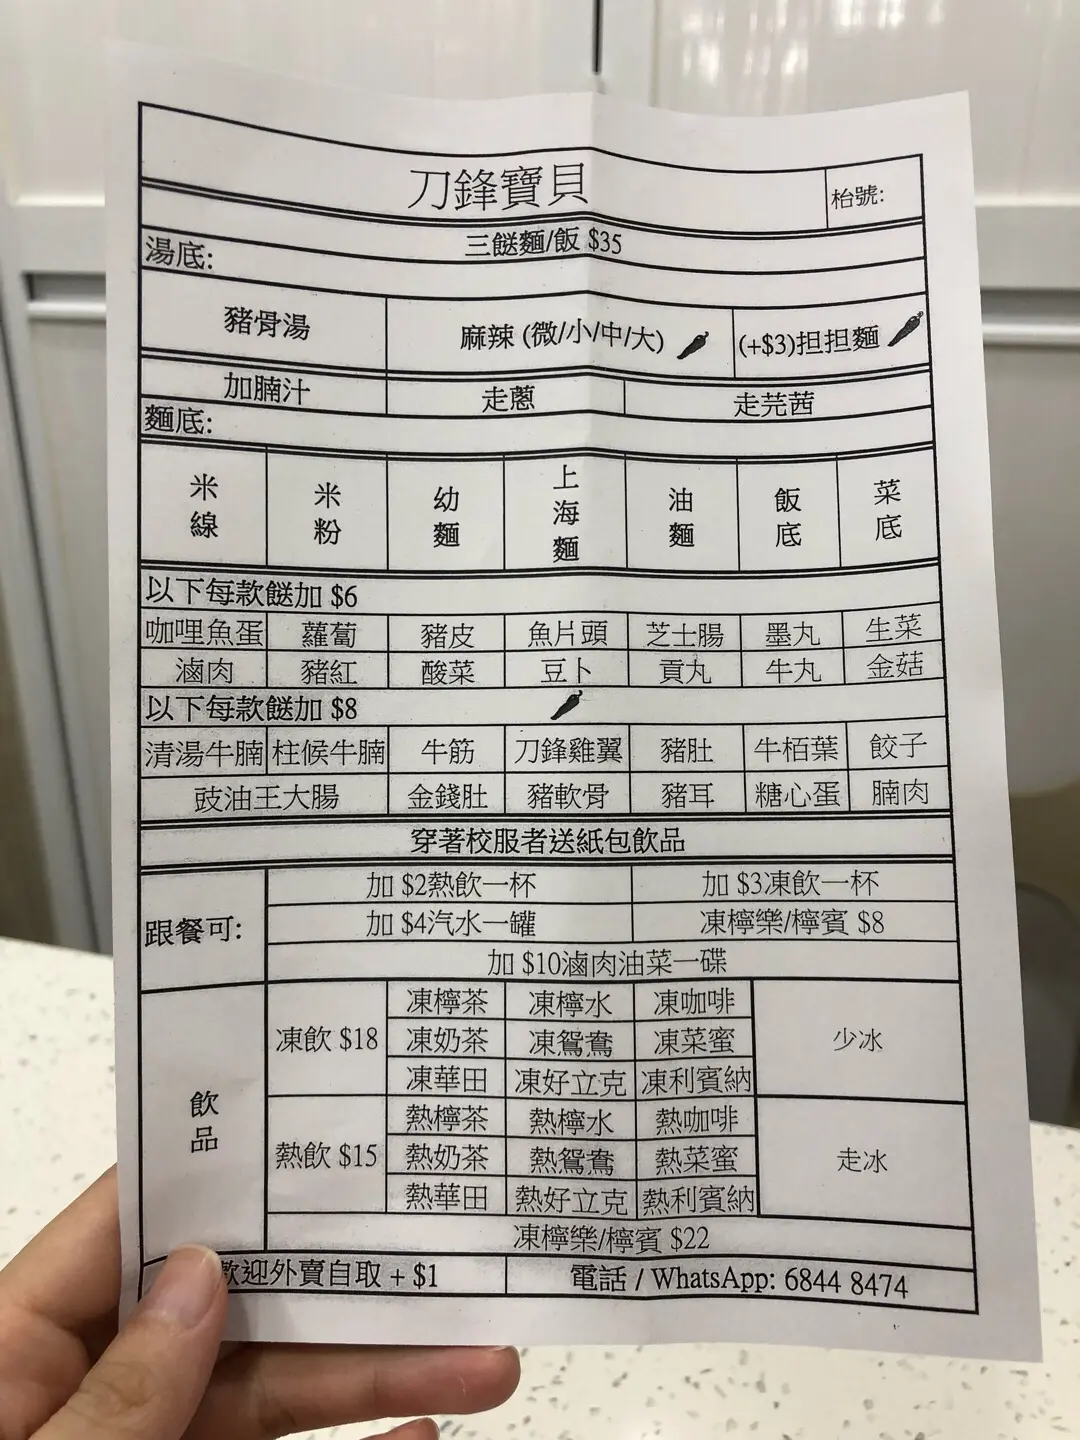 刀鋒寶貝
枱號:
三餸麵/飯 $35
湯底:
豬骨湯 麻辣 (微/小/中/大) (+$3)担担麵
加腩汁 走蔥 走芫茜
麵底:
米線 米粉 幼麵 上海麵 油麵 飯底 菜底
以下每款餸加 $6
咖哩魚蛋 蘿蔔 豬皮 魚片頭 芝士腸 墨丸 生菜
滷肉 豬紅 酸菜 豆卜 貢丸 牛丸 金菇
以下每款餸加 $8
清湯牛腩 柱候牛腩 牛筋 刀鋒雞翼 豬肚 牛栢葉 餃子
豉油王大腸 金錢肚 豬軟骨 豬耳 糖心蛋 腩肉
穿著校服者送紙包飲品
跟餐可:
加 $2熱飲一杯 加 $3凍飲一杯
加 $4汽水一罐 凍檸樂/檸賓 $8
加 $10滷肉油菜一碟
飲品
凍飲 $18
凍檸茶 凍檸水 凍咖啡
凍奶茶 凍鴛鴦 凍菜蜜
凍華田 凍好立克 凍利賓納
少冰
熱飲 $15
熱檸茶 熱檸水 熱咖啡
熱奶茶 熱鴛鴦 熱菜蜜
熱華田 熱好立克 熱利賓納
走冰
凍檸樂/檸賓 $22
歡迎外賣自取 + $1 電話 / WhatsApp: 6844 8474